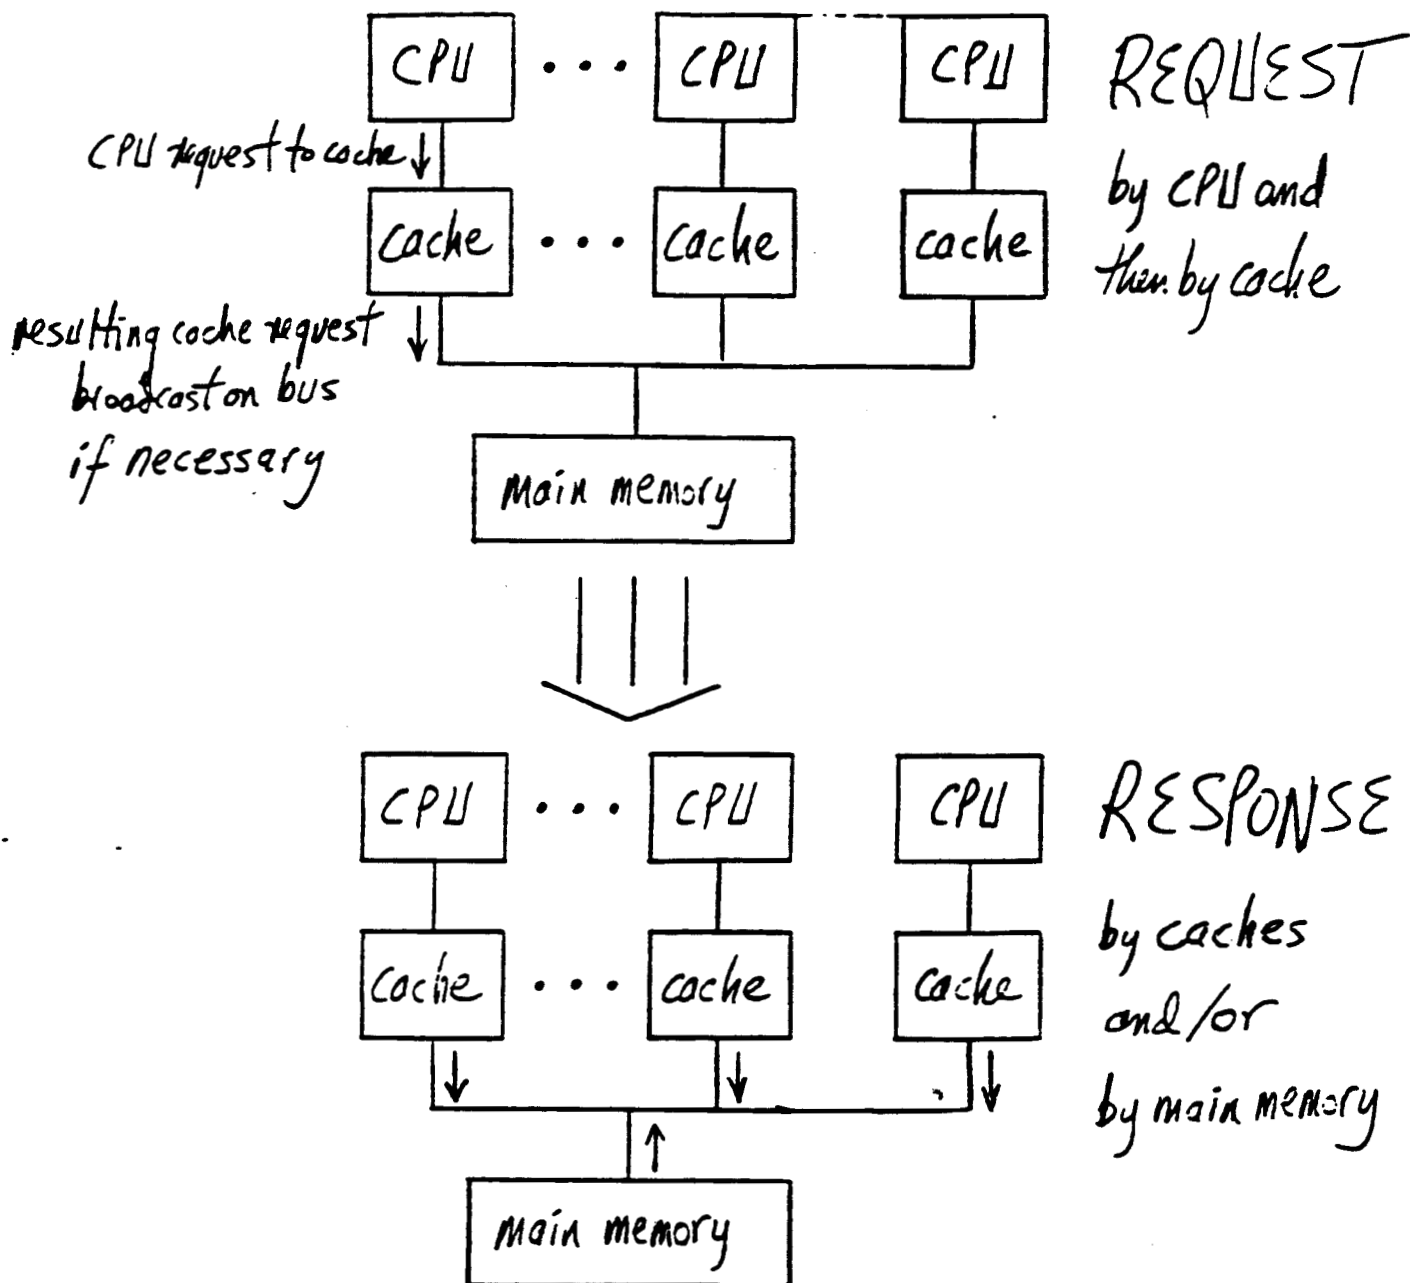 CPU • • • CPU CPU
REQUEST
CPU request to cache
by CPU and
cache • • • cache cache
then by cache
resulting cache request
broadcast on bus
if necessary
main memory
CPU • • • CPU CPU
RESPONSE
by caches
cache • • • cache cache
and/or
by main memory
main memory